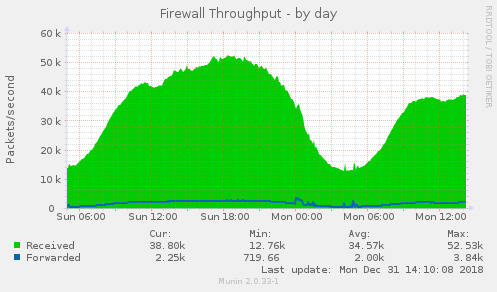 Firewall Throughput - by day
RRDTOOL / TOBI OETIKER
Packets/second
60 k
50 k
40 k
30 k
20 k
10 k
0
Sun 06:00 Sun 12:00 Sun 18:00 Mon 00:00 Mon 06:00 Mon 12:00
Cur: Min: Avg: Max:
Received 38.80k 12.76k 34.57k 52.53k
Forwarded 2.25k 719.66 2.00k 3.84k
Last update: Mon Dec 31 14:10:08 2018
Munin 2.0.33-1